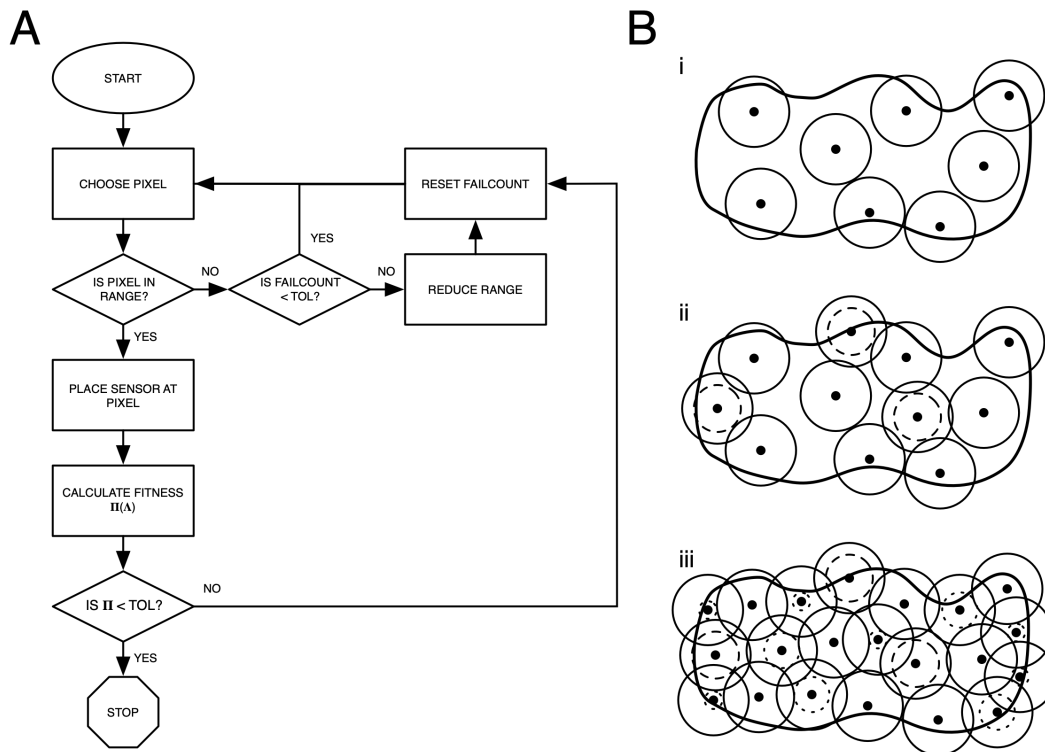 A
START
CHOOSE PIXEL
RESET FAILCOUNT
YES
IS PIXEL IN
RANGE?
NO
IS FAILCOUNT
< TOL?
NO
REDUCE RANGE
YES
PLACE SENSOR AT
PIXEL
CALCULATE FITNESS
Π(Λ)
IS Π < TOL?
NO
YES
STOP
B
i
ii
iii